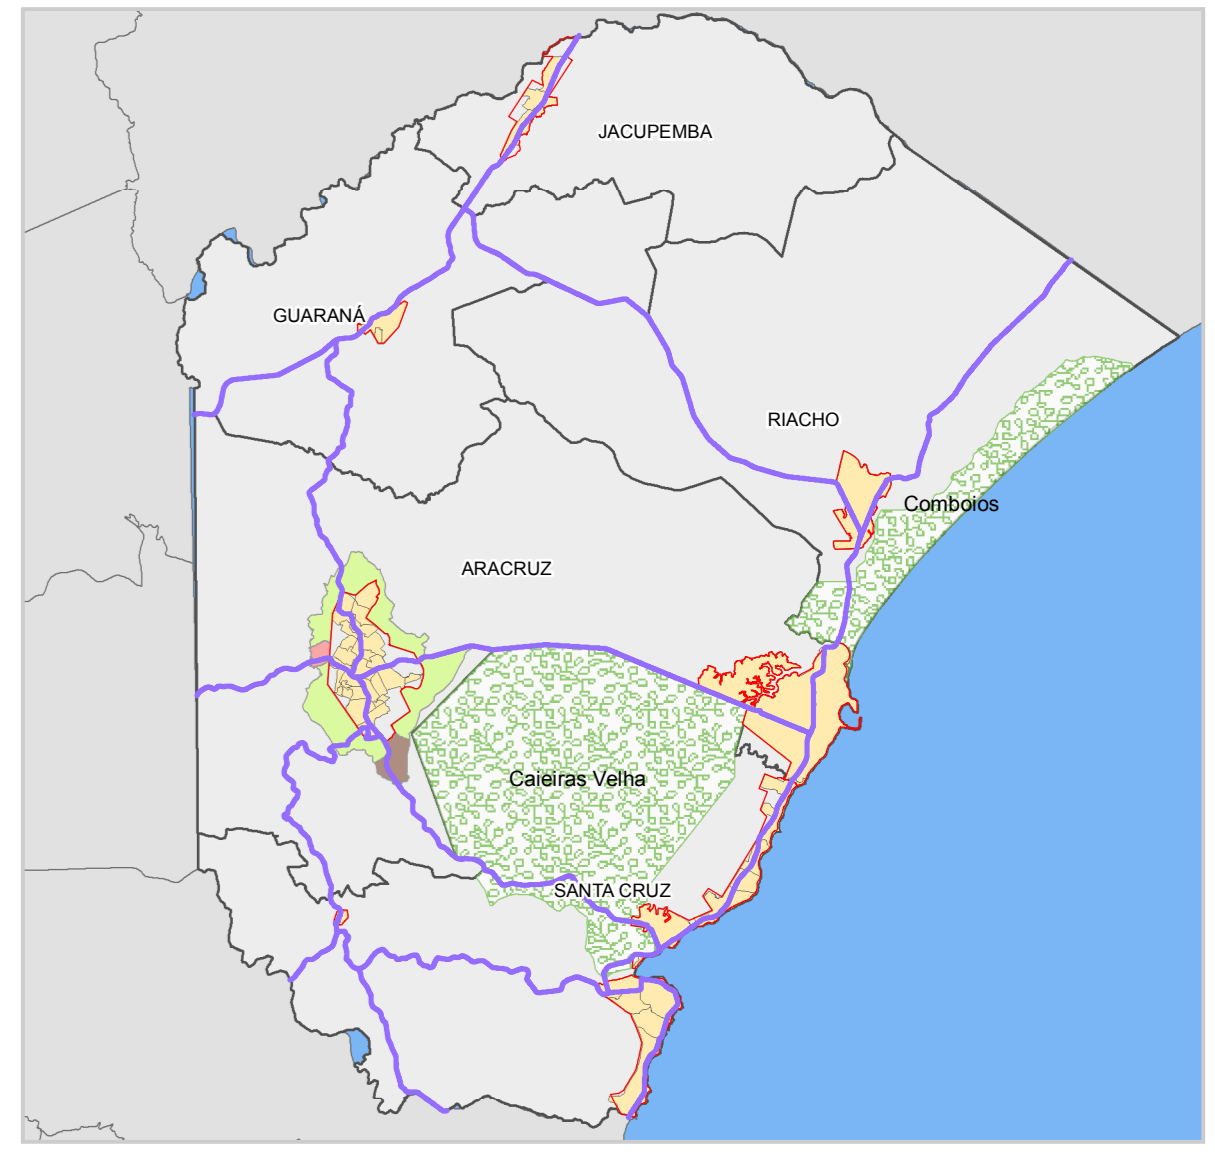 JACUPEMBA
GUARANÁ
RIACHO
Comboios
ARACRUZ
Caieiras Velha
SANTA CRUZ